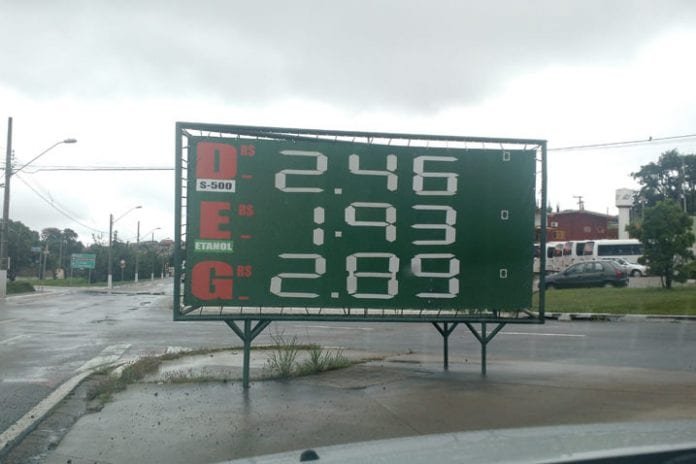 D R$ 2.46
S-500
E R$ 1.93
ETANOL
G R$ 2.89